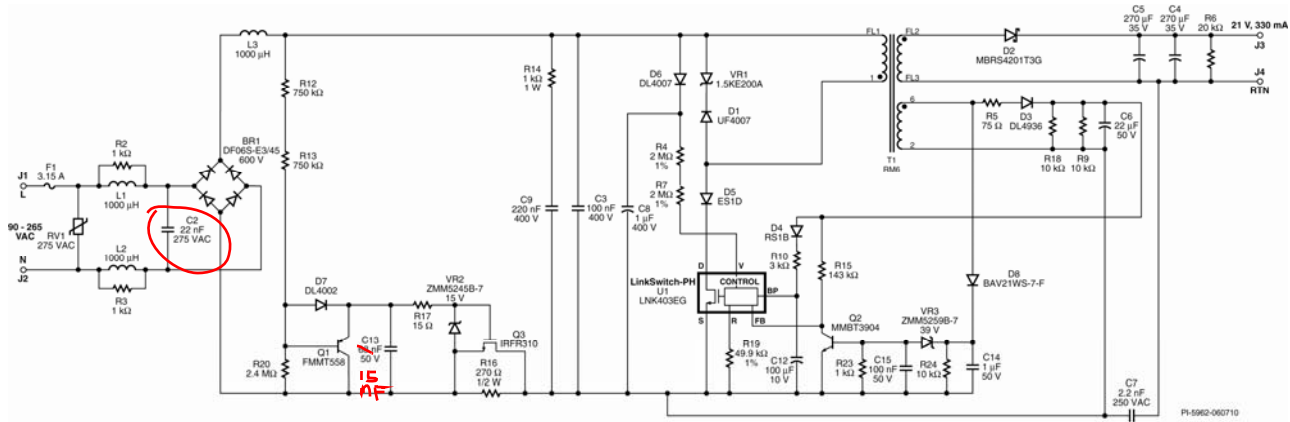 C5
270 µF
35 V
C4
270 µF
35 V
R6
20 kΩ
21 V, 330 mA
J3
L3
1000 µH
FL1
FL2
D2
MBRS4201T3G
R14
1 kΩ
1 W
D6
DL4007
VR1
1.5KE200A
R12
750 kΩ
1
FL3
J4
RTN
D1
UF4007
6
R5
75 Ω
D3
DL4936
C6
22 µF
50 V
BR1
DF06S-E3/45
600 V
R2
1 kΩ
R13
750 kΩ
R4
2 MΩ
1%
2
T1
RM6
R18
10 kΩ
R9
10 kΩ
F1
3.15 A
J1
L
L1
1000 µH
R7
2 MΩ
1%
D5
ES1D
C9
220 nF
400 V
C3
100 nF
400 V
C8
1 µF
400 V
90 - 265
VAC
RV1
275 VAC
C2
22 nF
275 VAC
D4
RS1B
N
J2
L2
1000 µH
R10
3 kΩ
R15
143 kΩ
R3
1 kΩ
D7
DL4002
VR2
ZMM5245B-7
15 V
LinkSwitch-PH
U1
LNK403EG
D
V
CONTROL
BP
S
R
FB
D8
BAV21WS-7-F
R17
15 Ω
Q3
IRFR310
Q2
MMBT3904
VR3
ZMM5259B-7
39 V
Q1
FMMT558
C13
nF
50 V
15
nF
R20
2.4 MΩ
R16
270 Ω
1/2 W
R19
49.9 kΩ
1%
C12
100 µF
10 V
R23
1 kΩ
C15
100 nF
50 V
R24
10 kΩ
C14
1 µF
50 V
C7
2.2 nF
250 VAC
PI-5962-060710